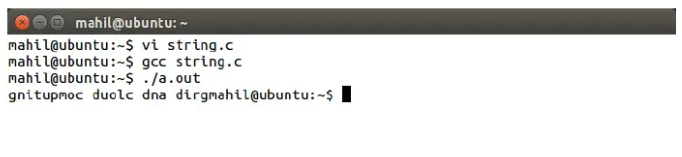 mahil@ubuntu: ~
mahil@ubuntu:~$ vi string.c
mahil@ubuntu:~$ gcc string.c
mahil@ubuntu:~$ ./a.out
gnitupmoc duolc dna dirgmahil@ubuntu:~$